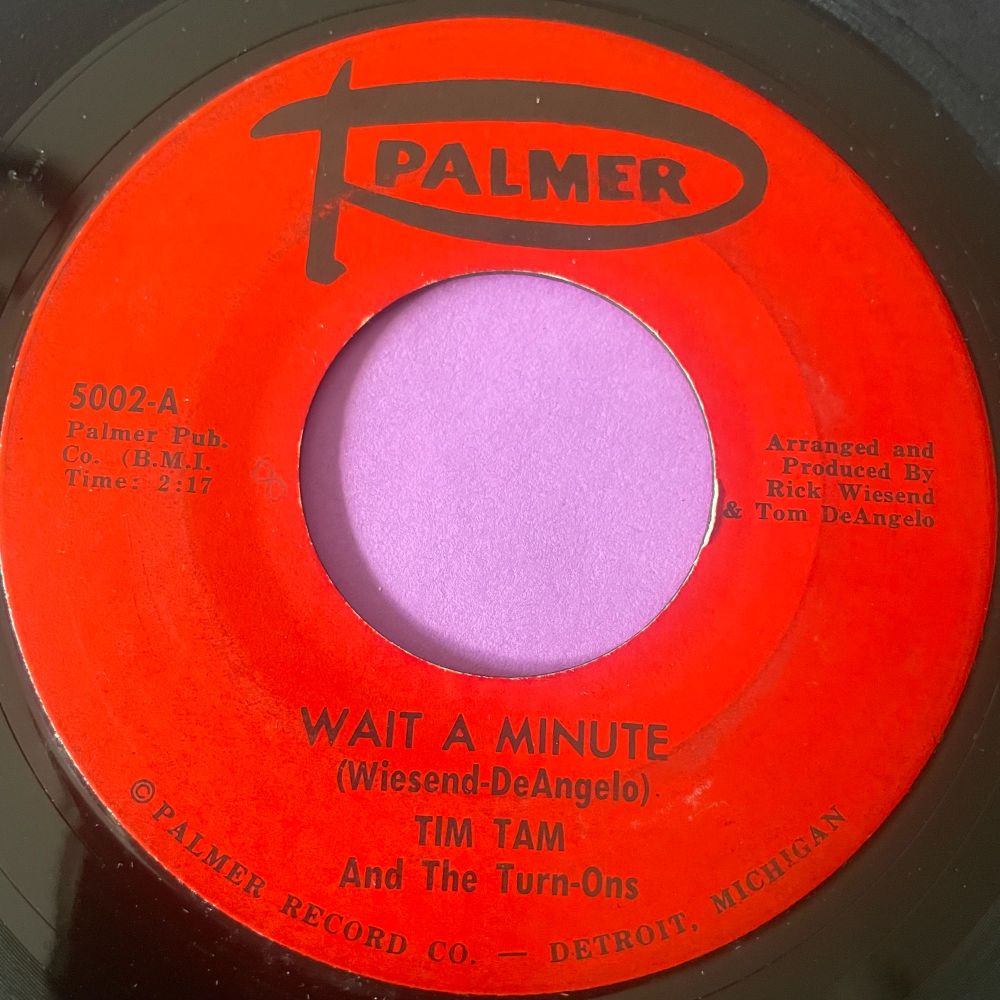 PALMER
5002-A
Palmer Pub.
Co. (B.M.I.
Time: 2:17
Arranged and
Produced By
Rick Wiesend
& Tom DeAngelo
WAIT A MINUTE
(Wiesend-DeAngelo)
TIM TAM
And The Turn-Ons
© PALMER RECORD CO. — DETROIT, MICHIGAN